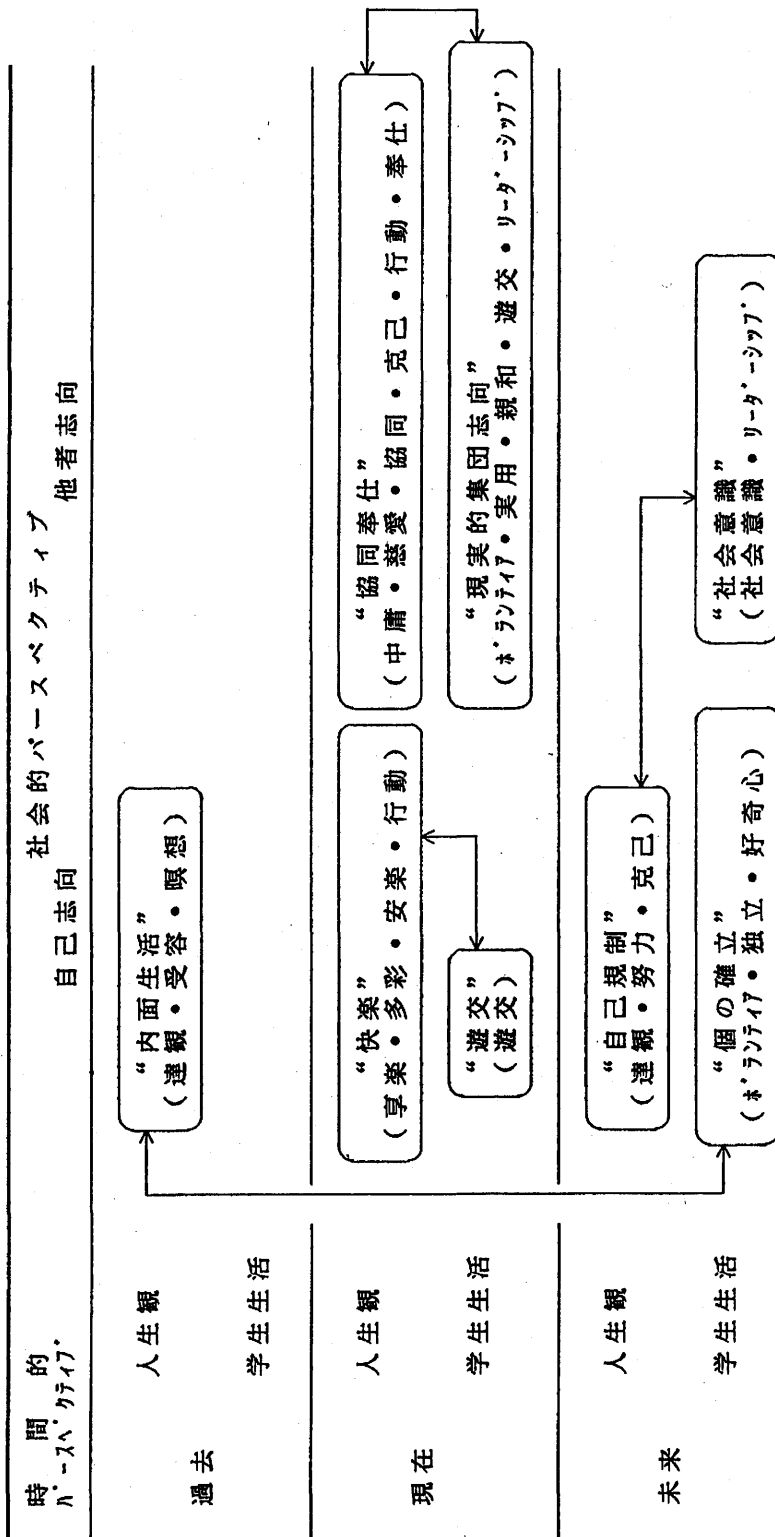 社会的パースペクティブ
時間的
パースペクティブ
自己志向
他者志向
過去
人生観
“内面生活”
(達観・受容・瞑想)
学生生活
現在
人生観
“快楽”
(享楽・多彩・安楽・行動)
“協同奉仕”
(中庸・慈愛・協同・克己・行動・奉仕)
学生生活
“遊交”
(遊交)
“現実的集団志向”
(ボランティア・実用・親和・遊交・リーダーシップ)
未来
人生観
“自己規制”
(達観・努力・克己)
学生生活
“個の確立”
(ボランティア・独立・好奇心)
“社会意識”
(社会意識・リーダーシップ)